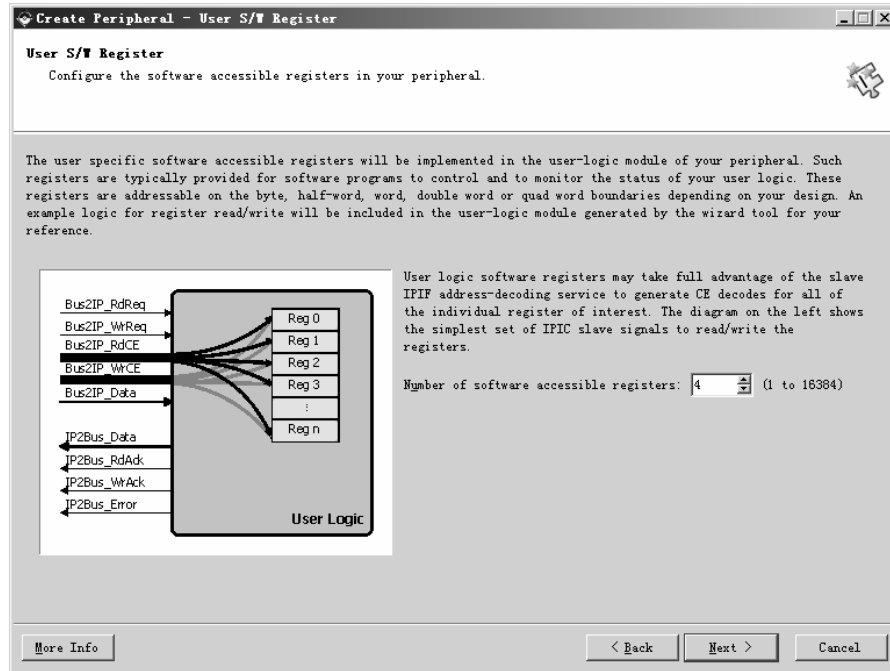 Create Peripheral - User S/W Register
User S/W Register
Configure the software accessible registers in your peripheral.
The user specific software accessible registers will be implemented in the user-logic module of your peripheral. Such
registers are typically provided for software programs to control and to monitor the status of your user logic. These
registers are addressable on the byte, half-word, word, double word or quad word boundaries depending on your design. An
example logic for register read/write will be included in the user-logic module generated by the wizard tool for your
reference.
Bus2IP_RdReq
Bus2IP_WrReq
Bus2IP_RdCE
Bus2IP_WrCE
Bus2IP_Data
IP2Bus_Data
IP2Bus_RdAck
IP2Bus_WrAck
IP2Bus_Error
Reg 0
Reg 1
Reg 2
Reg 3
⋮
Reg n
User Logic
User logic software registers may take full advantage of the slave
IPIF address-decoding service to generate CE decodes for all of
the individual register of interest. The diagram on the left shows
the simplest set of IPIC slave signals to read/write the
registers.
Number of software accessible registers: 4 (1 to 16384)
More Info
< Back
Next >
Cancel